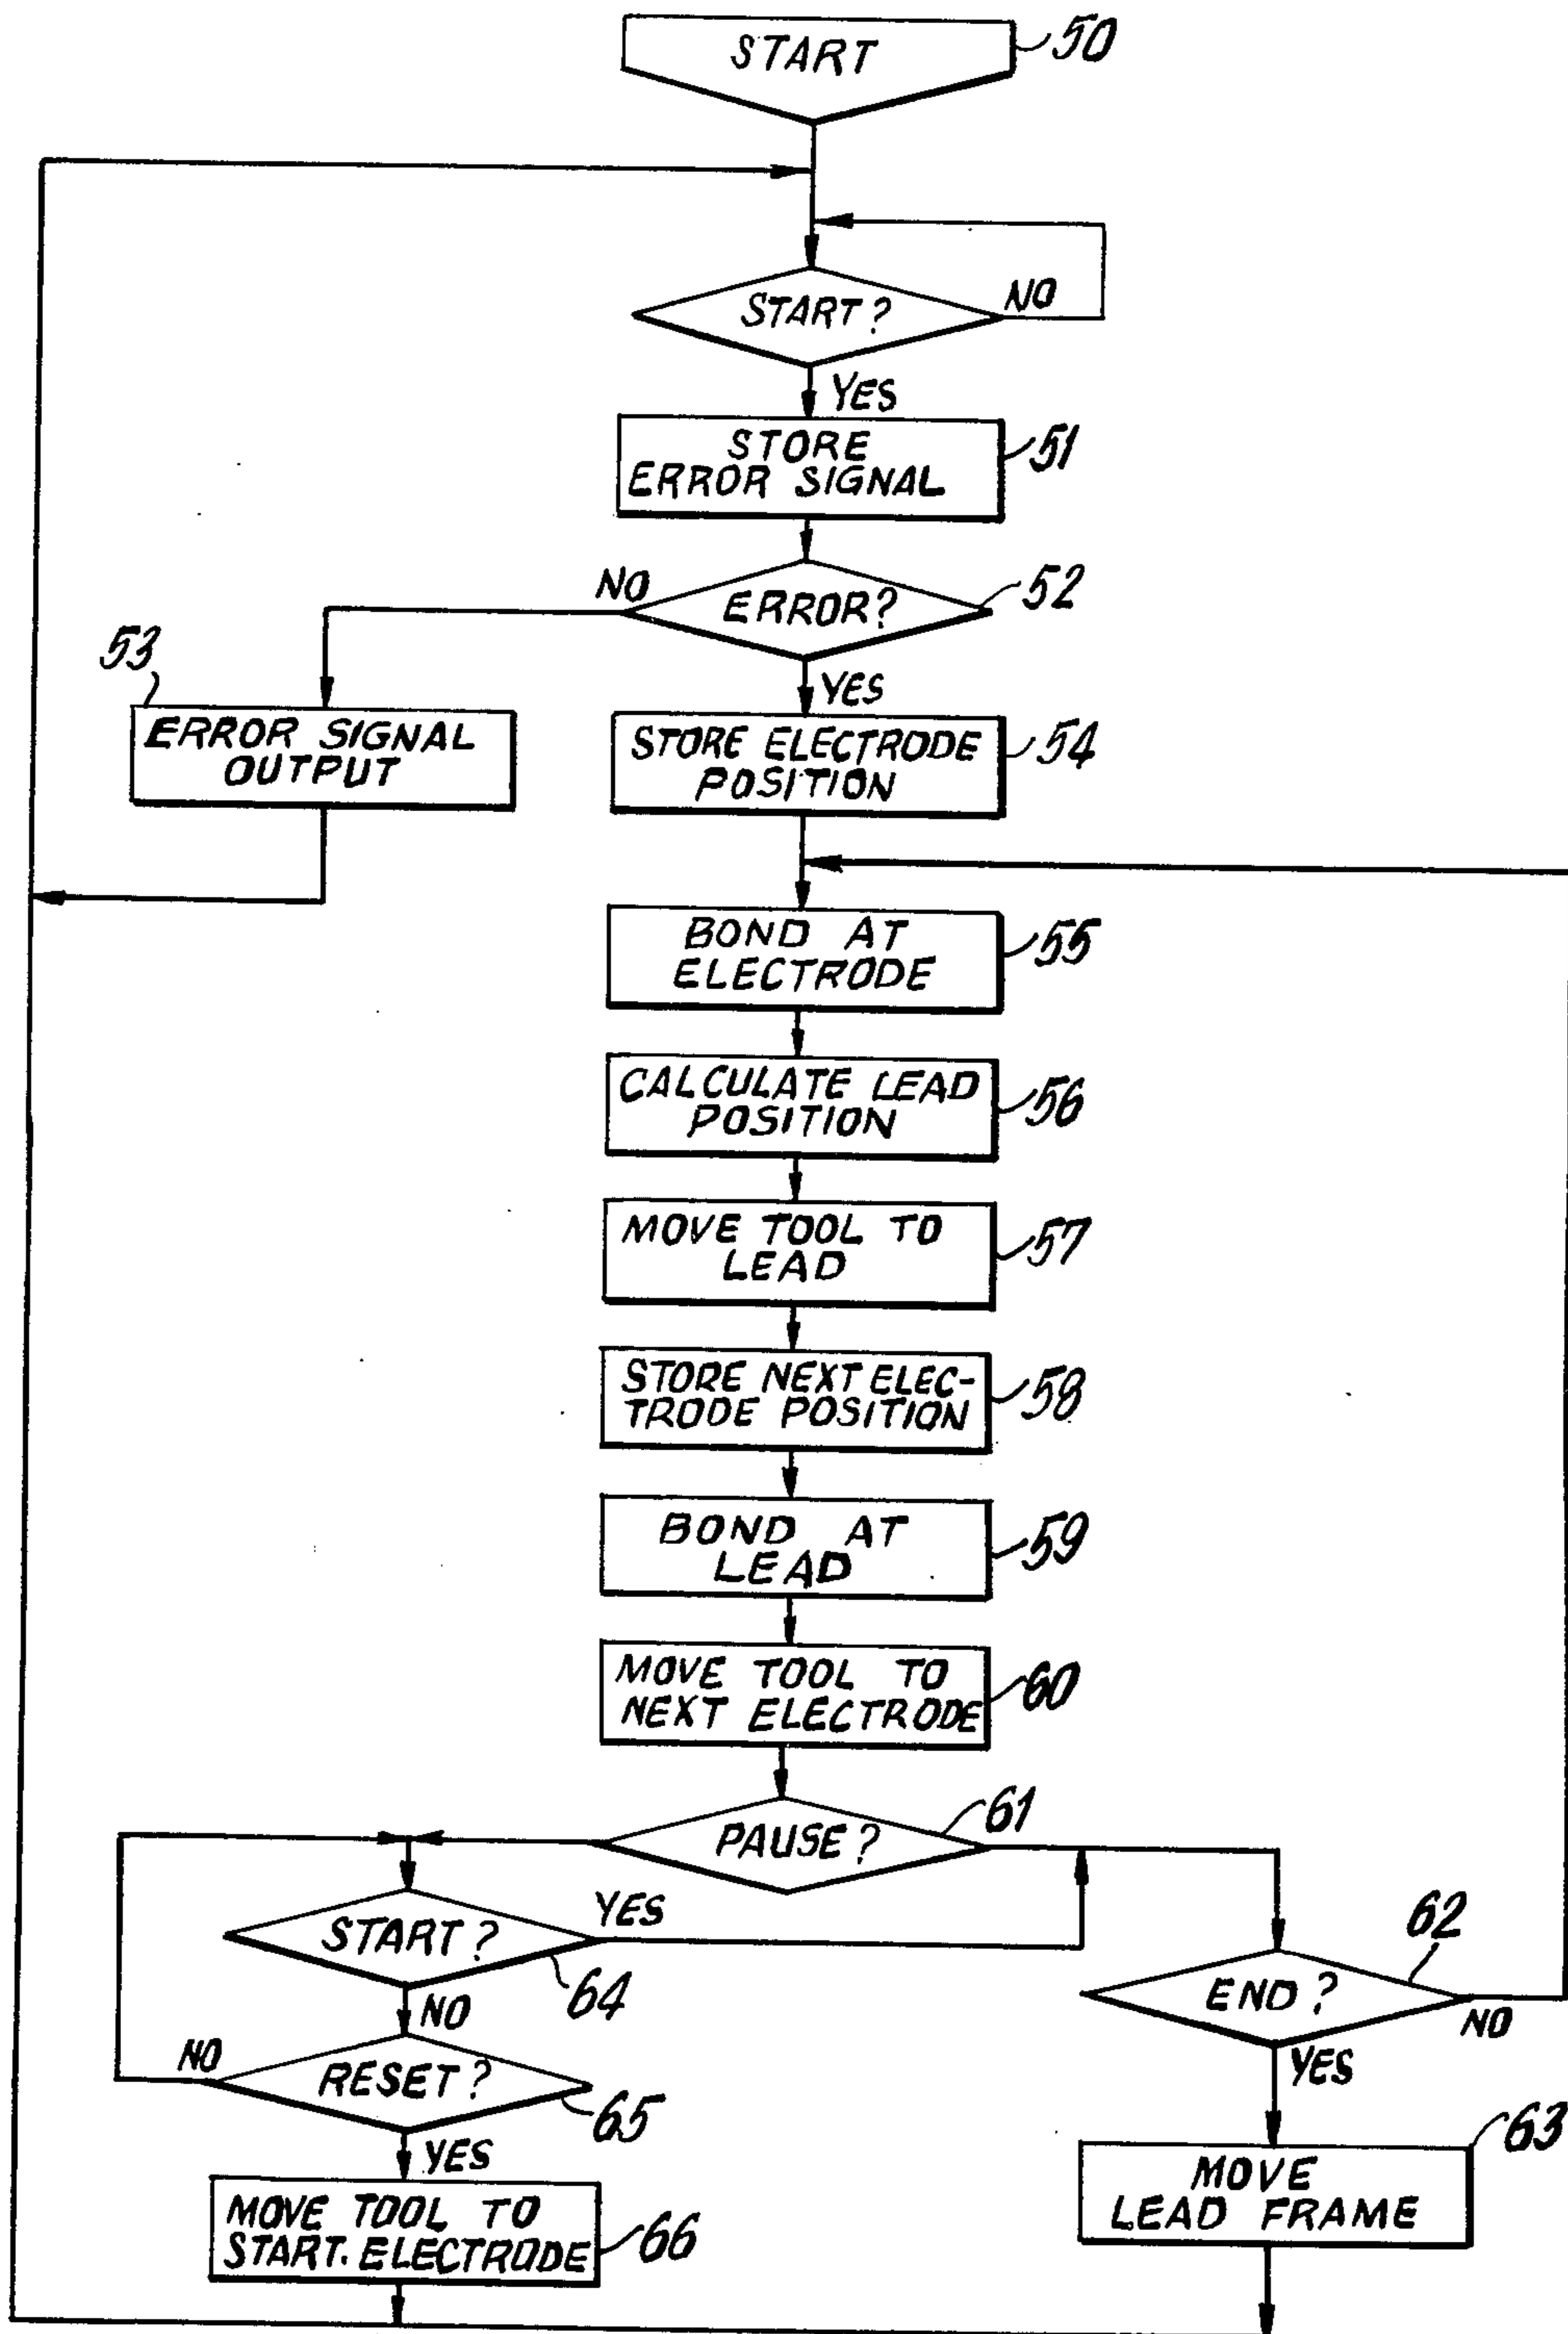 START
50
START?
NO
YES
STORE
ERROR SIGNAL
51
NO
ERROR?
52
53
YES
ERROR SIGNAL
OUTPUT
STORE ELECTRODE
POSITION
54
BOND AT
ELECTRODE
55
CALCULATE LEAD
POSITION
56
MOVE TOOL TO
LEAD
57
STORE NEXT ELEC-
TRODE POSITION
58
BOND AT
LEAD
59
MOVE TOOL TO
NEXT ELECTRODE
60
PAUSE?
61
START?
YES
64
NO
62
END?
NO
YES
NO
RESET?
65
YES
63
MOVE
LEAD FRAME
MOVE TOOL TO
START. ELECTRODE
66